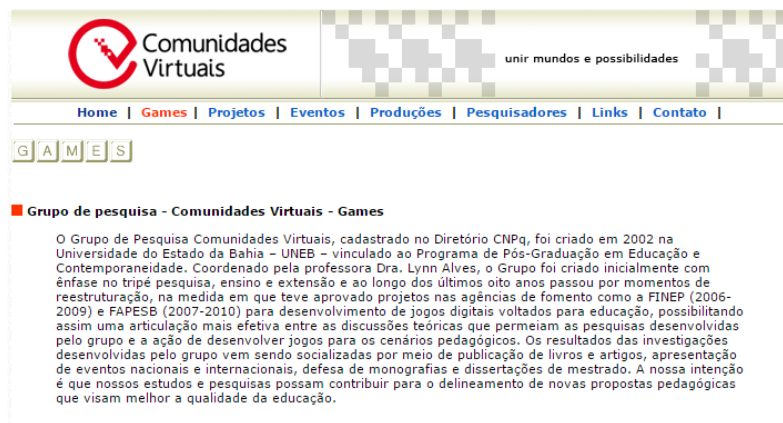 Comunidades
Virtuais
unir mundos e possibilidades
Home | Games | Projetos | Eventos | Produções | Pesquisadores | Links | Contato |
GAMES
Grupo de pesquisa - Comunidades Virtuais - Games
O Grupo de Pesquisa Comunidades Virtuais, cadastrado no Diretório CNPq, foi criado em 2002 na
Universidade do Estado da Bahia – UNEB – vinculado ao Programa de Pós-Graduação em Educação e
Contemporaneidade. Coordenado pela professora Dra. Lynn Alves, o Grupo foi criado inicialmente com
ênfase no tripé pesquisa, ensino e extensão e ao longo dos últimos oito anos passou por momentos de
reestruturação, na medida em que teve aprovado projetos nas agências de fomento como a FINEP (2006-
2009) e FAPESB (2007-2010) para desenvolvimento de jogos digitais voltados para educação, possibilitando
assim uma articulação mais efetiva entre as discussões teóricas que permeiam as pesquisas desenvolvidas
pelo grupo e a ação de desenvolver jogos para os cenários pedagógicos. Os resultados das investigações
desenvolvidas pelo grupo vem sendo socializadas por meio de publicação de livros e artigos, apresentação
de eventos nacionais e internacionais, defesa de monografias e dissertações de mestrado. A nossa intenção
é que nossos estudos e pesquisas possam contribuir para o delineamento de novas propostas pedagógicas
que visam melhor a qualidade da educação.